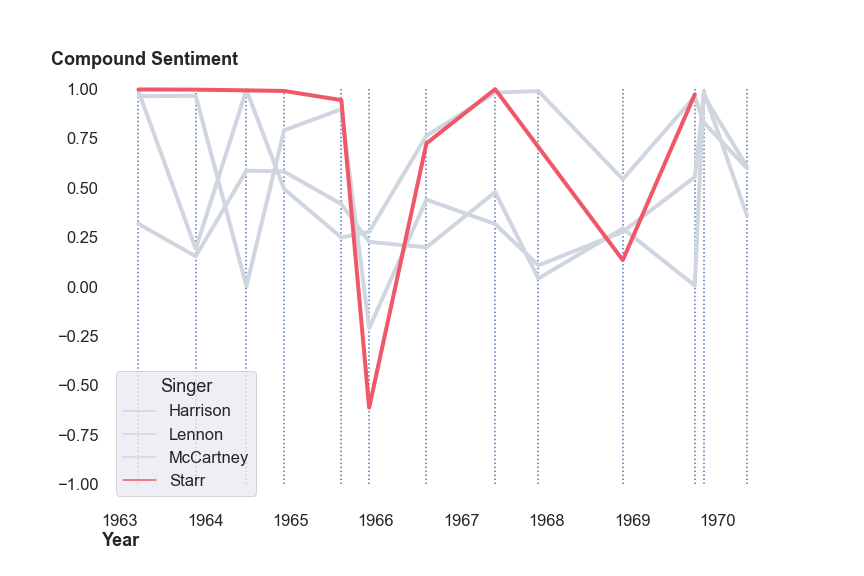 Compound Sentiment
1.00
0.75
0.50
0.25
0.00
−0.25
−0.50
−0.75
−1.00
Singer
Harrison
Lennon
McCartney
Starr
1963 1964 1965 1966 1967 1968 1969 1970
Year